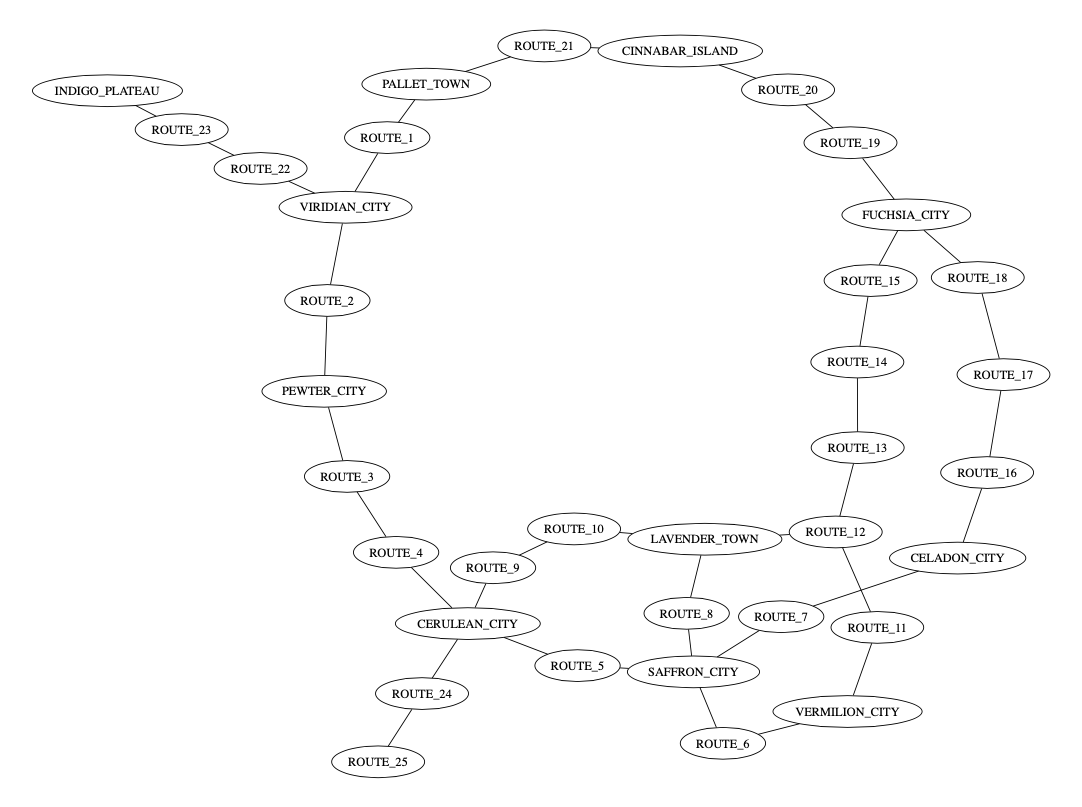 ROUTE_21
CINNABAR_ISLAND
PALLET_TOWN
INDIGO_PLATEAU
ROUTE_20
ROUTE_23
ROUTE_1
ROUTE_19
ROUTE_22
VIRIDIAN_CITY
FUCHSIA_CITY
ROUTE_15
ROUTE_18
ROUTE_2
ROUTE_14
ROUTE_17
PEWTER_CITY
ROUTE_13
ROUTE_3
ROUTE_16
ROUTE_10
LAVENDER_TOWN
ROUTE_12
ROUTE_4
CELADON_CITY
ROUTE_9
ROUTE_8
ROUTE_7
CERULEAN_CITY
ROUTE_11
ROUTE_5
SAFFRON_CITY
ROUTE_24
VERMILION_CITY
ROUTE_6
ROUTE_25